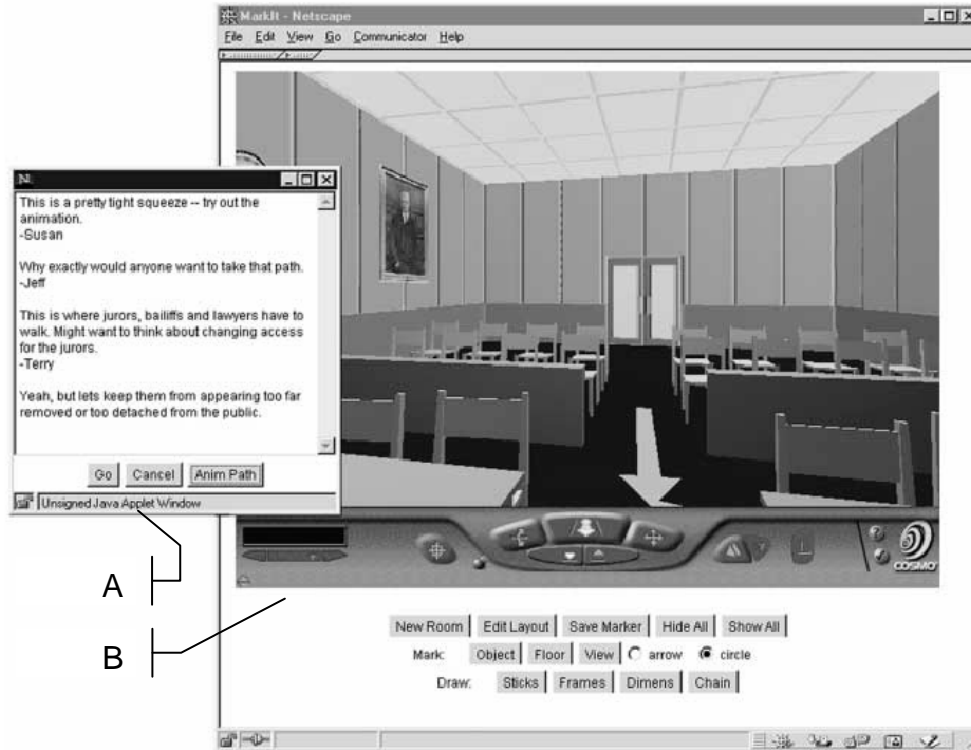 MarkIt - Netscape
File Edit View Go Communicator Help
This is a pretty tight squeeze -- try out the
animation.
-Susan
Why exactly would anyone want to take that path.
-Jeff
This is where jurors, bailiffs and lawyers have to
walk. Might want to think about changing access
for the jurors.
-Terry
Yeah, but lets keep them from appearing too far
removed or too detached from the public.
Go Cancel Anim Path
Unsigned Java Applet Window
A
B
COSMO
New Room Edit Layout Save Marker Hide All Show All
Mark: Object Floor View arrow circle
Draw: Sticks Frames Dimens Chain